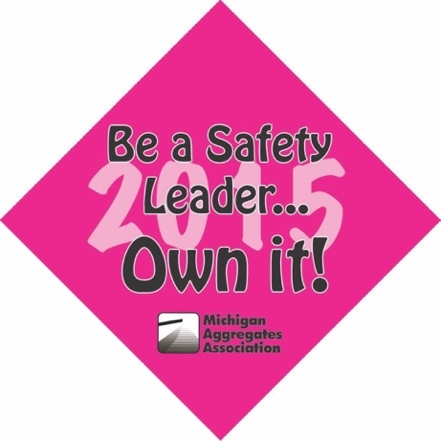 Be a Safety
2015
Leader...
Own it!
Michigan
Aggregates
Association